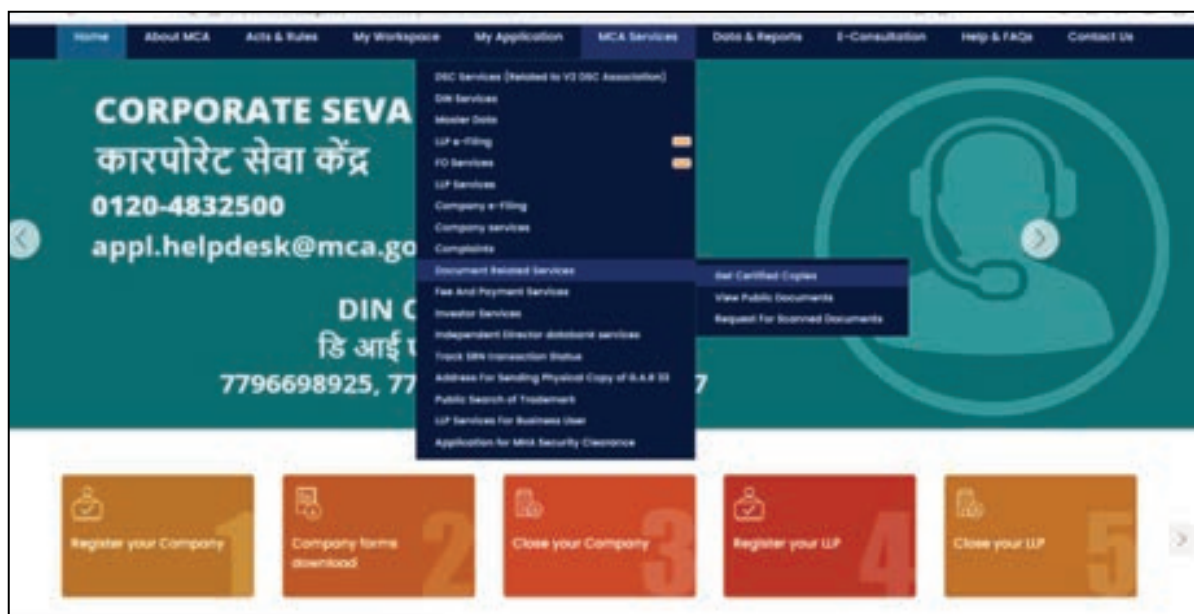 Home About MCA Acts & Rules My Workspace My Application MCA Services Data & Reports E-Consultation Help & FAQs Contact Us
CORPORATE SEVA
कारपोरेट सेवा केंद्र
0120-4832500
appl.helpdesk@mca.go
DIN C
डि आई
7796698925, 77
7
DSC Services (Related to V3 DSC Association)
DIN Services
Master Data
LLP e-Filing
FO Services
LLP Services
Company e-Filing
Company services
Complaints
Document Related Services
Fee And Payment Services
Investor Services
Independent Director databank services
Track SRN transaction Status
Address For Sending Physical Copy of G.A.R 33
Public Search of Trademark
LLP Services For Business User
Application for MHA Security Clearance
Get Certified Copies
View Public Documents
Request For Scanned Documents
Register your Company 1
Company forms
download 2
Close your Company 3
Register your LLP 4
Close your LLP 5